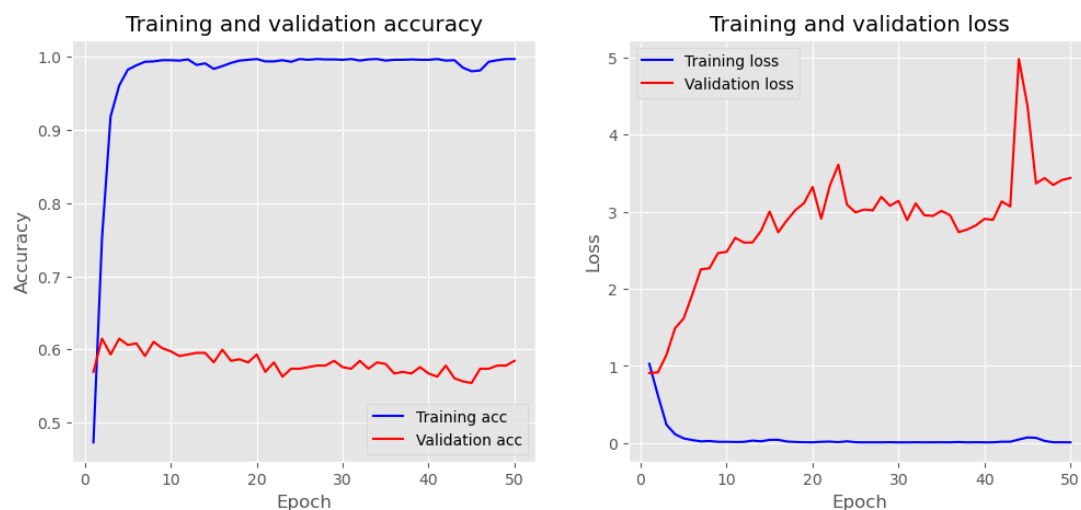 Training and validation accuracy
1.0
0.9
0.8
0.7
0.6
0.5
Accuracy
Training acc
Validation acc
0 10 20 30 40 50
Epoch
Training and validation loss
Training loss
Validation loss
5
4
3
2
1
0
Loss
0 10 20 30 40 50
Epoch